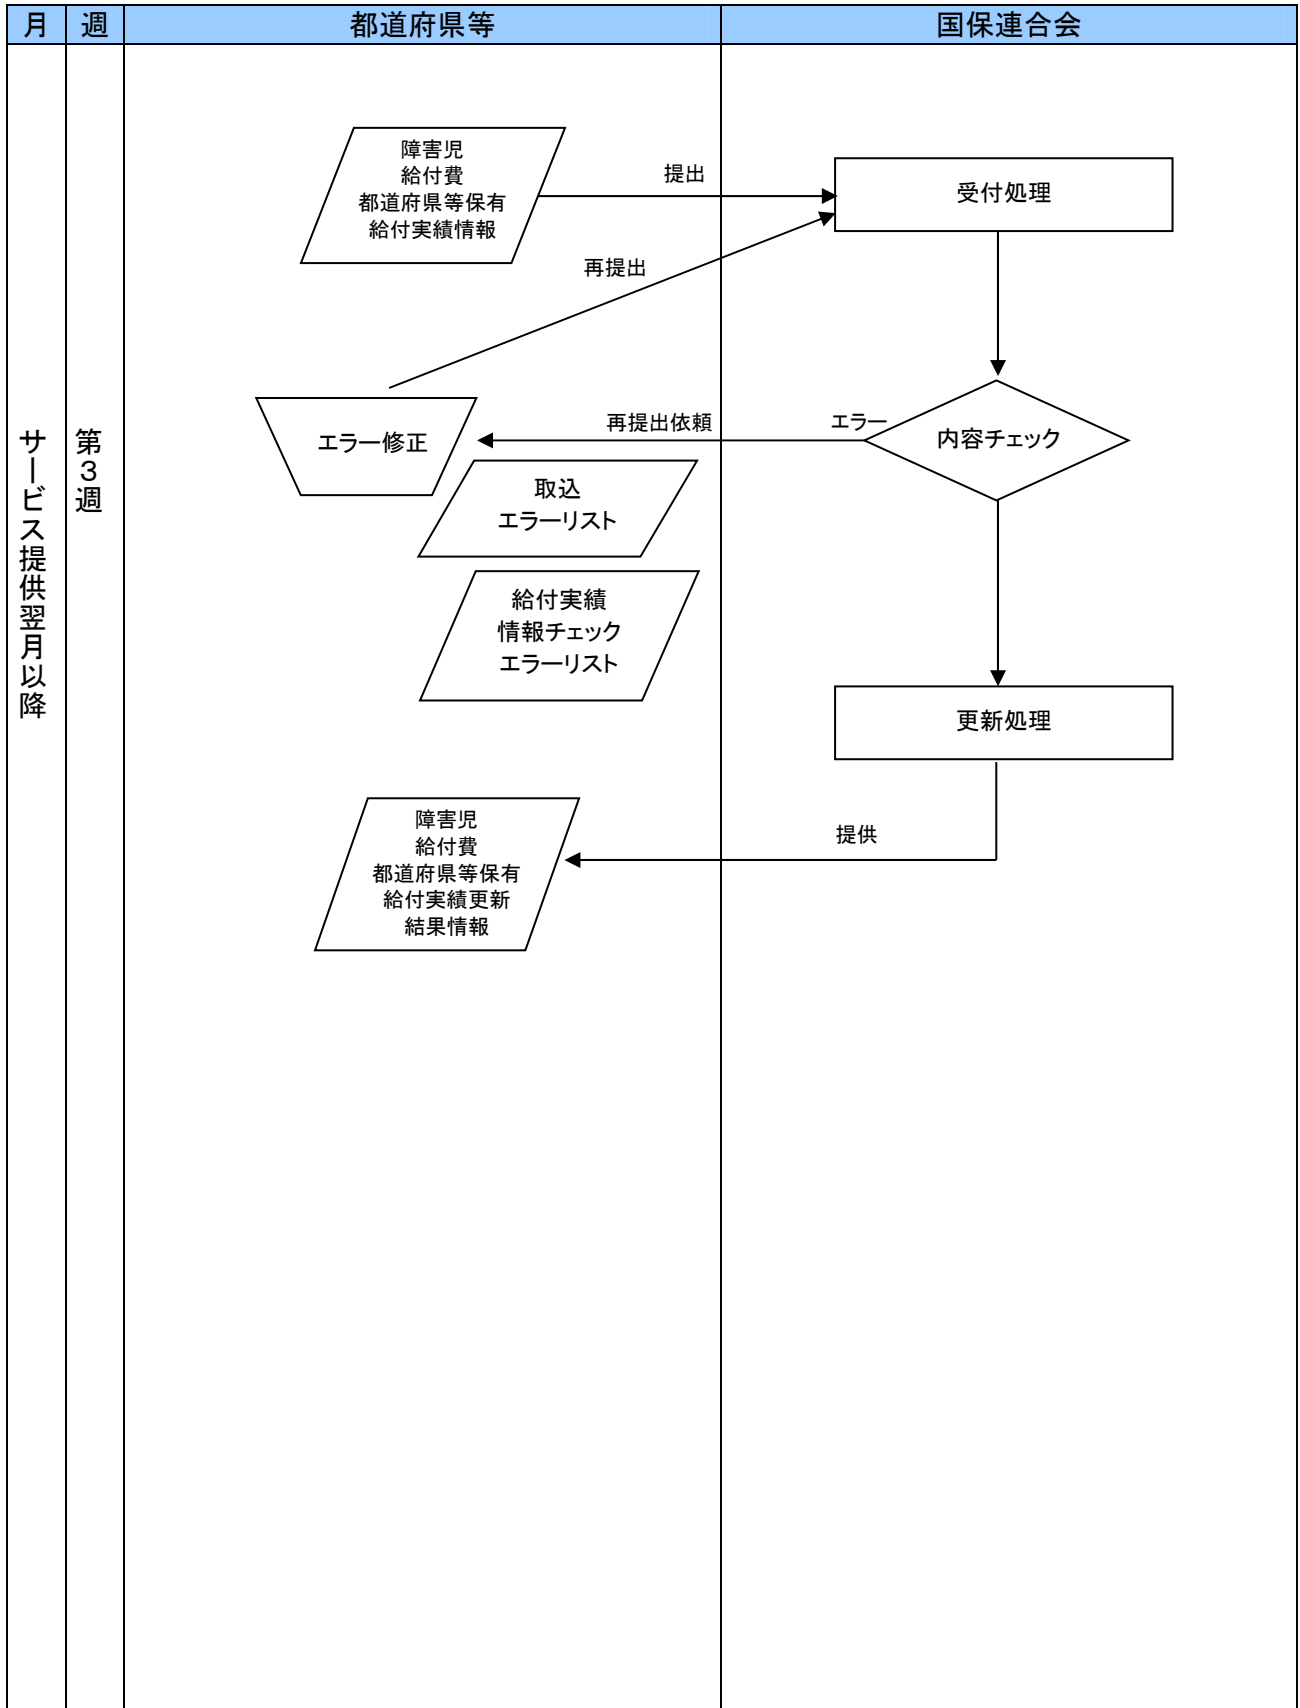 月 週 都道府県等 国保連合会
障害児
給付費
都道府県等保有
給付実績情報
提出
受付処理
再提出
エラー修正
再提出依頼
エラー
内容チェック
取込
エラーリスト
給付実績
情報チェック
エラーリスト
サービス提供翌月以降
第3週
更新処理
提供
障害児
給付費
都道府県等保有
給付実績更新
結果情報